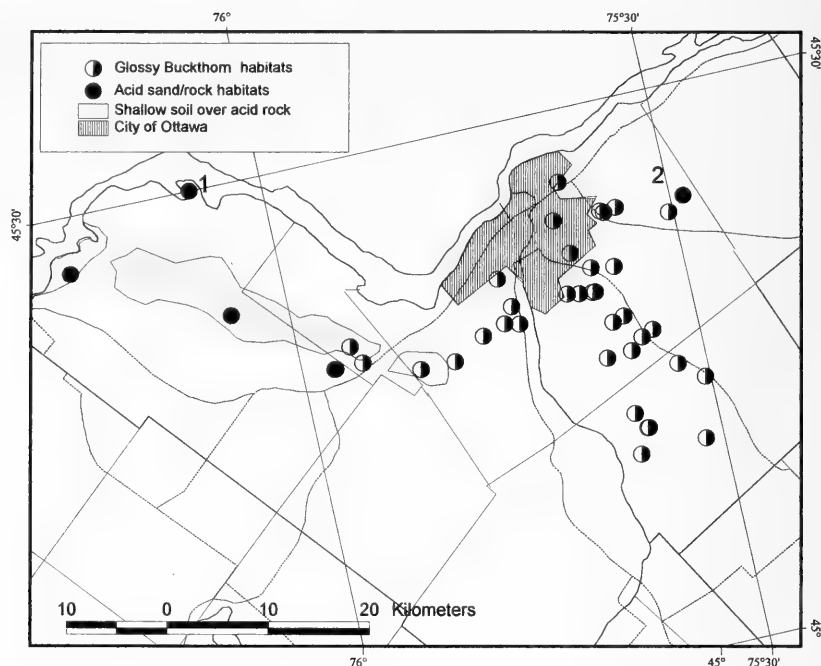 76°
75°30'
45°30'
Glossy Buckthorn habitats
Acid sand/rock habitats
Shallow soil over acid rock
City of Ottawa
1
2
45°30'
10 0 10 20 Kilometers
45°
76°
45° 75°30'